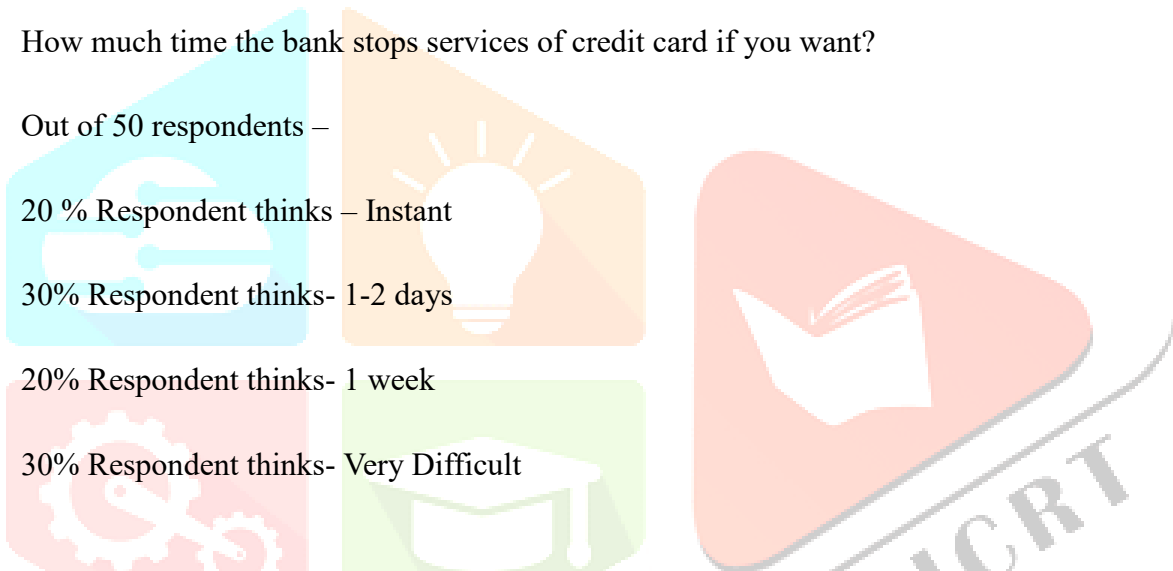 How much time the bank stops services of credit card if you want?
Out of 50 respondents –
20 % Respondent thinks – Instant
30% Respondent thinks- 1-2 days
20% Respondent thinks- 1 week
30% Respondent thinks- Very Difficult
JCRT